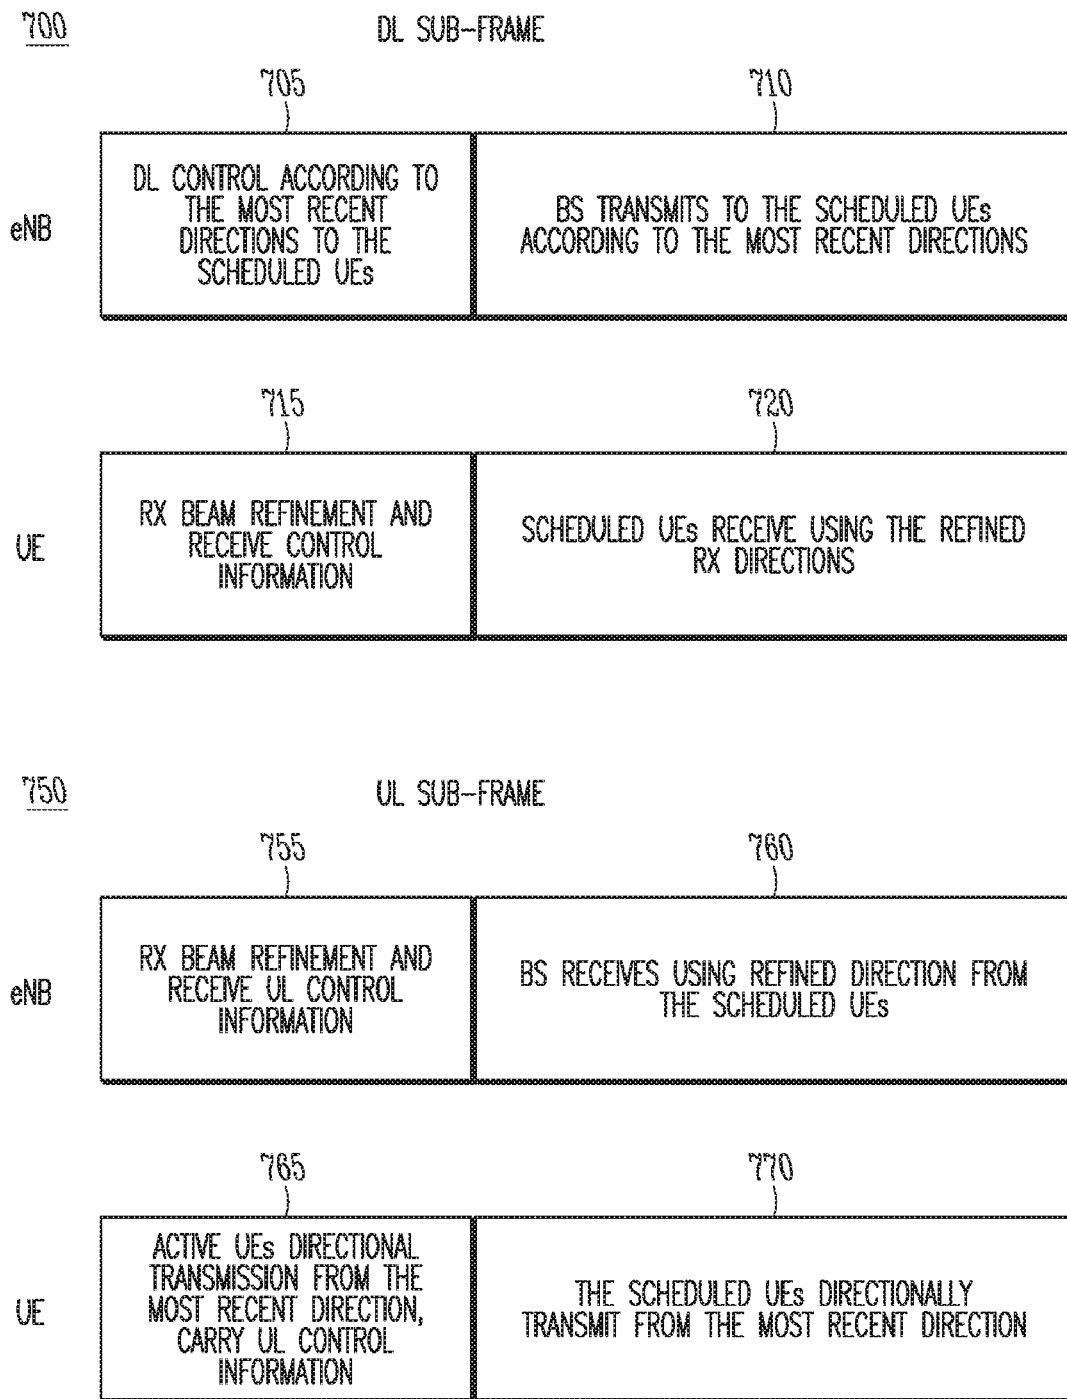 700
DL SUB-FRAME
705
710
eNB
DL CONTROL ACCORDING TO
THE MOST RECENT
DIRECTIONS TO THE
SCHEDULED UEs
BS TRANSMITS TO THE SCHEDULED UEs
ACCORDING TO THE MOST RECENT DIRECTIONS
715
720
UE
RX BEAM REFINEMENT AND
RECEIVE CONTROL
INFORMATION
SCHEDULED UEs RECEIVE USING THE REFINED
RX DIRECTIONS
750
UL SUB-FRAME
755
760
eNB
RX BEAM REFINEMENT AND
RECEIVE UL CONTROL
INFORMATION
BS RECEIVES USING REFINED DIRECTION FROM
THE SCHEDULED UEs
765
770
UE
ACTIVE UEs DIRECTIONAL
TRANSMISSION FROM THE
MOST RECENT DIRECTION,
CARRY UL CONTROL
INFORMATION
THE SCHEDULED UEs DIRECTIONALLY
TRANSMIT FROM THE MOST RECENT DIRECTION